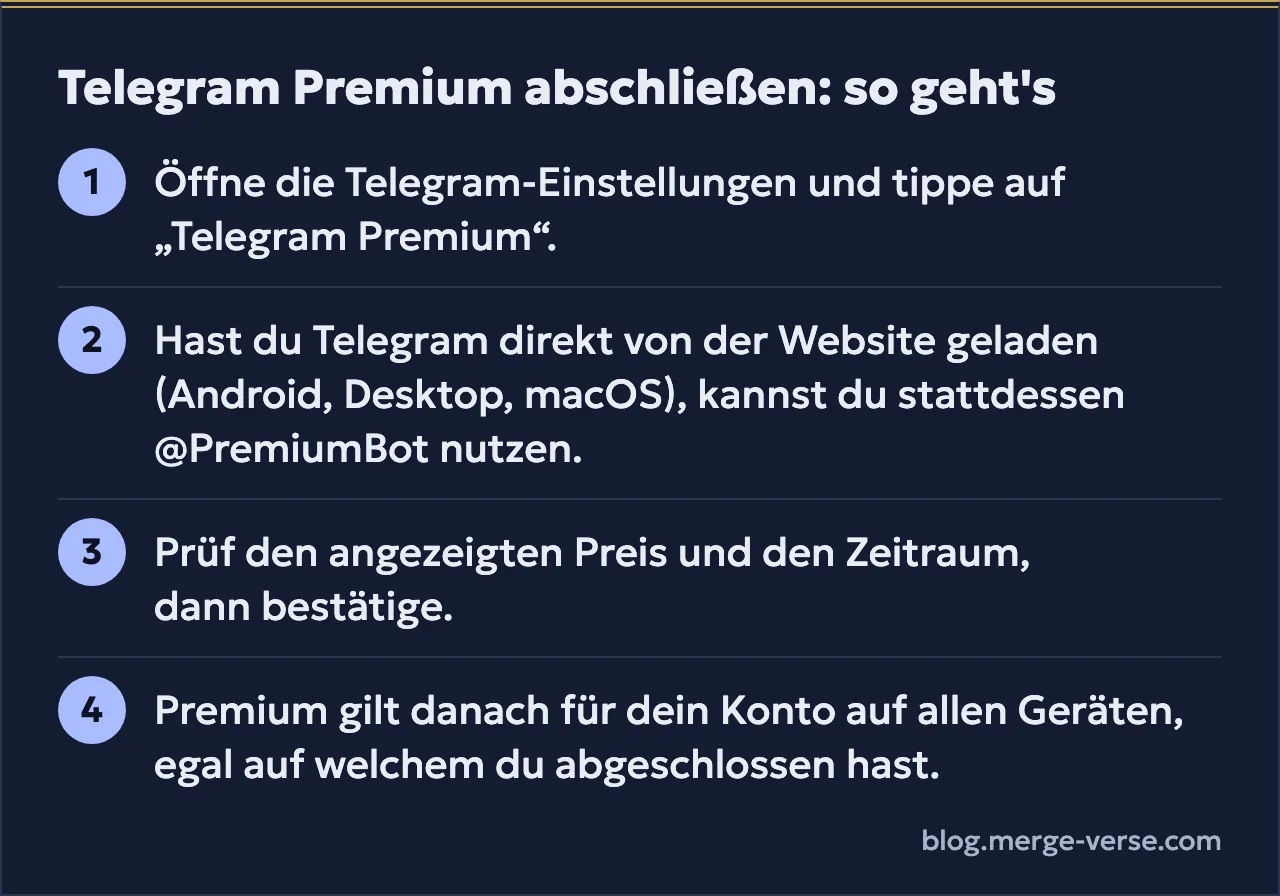 Telegram Premium abschließen: so geht's
1 Öffne die Telegram-Einstellungen und tippe auf
„Telegram Premium“.
2 Hast du Telegram direkt von der Website geladen
(Android, Desktop, macOS), kannst du stattdessen
@PremiumBot nutzen.
3 Prüf den angezeigten Preis und den Zeitraum,
dann bestätige.
4 Premium gilt danach für dein Konto auf allen Geräten,
egal auf welchem du abgeschlossen hast.
blog.merge-verse.com